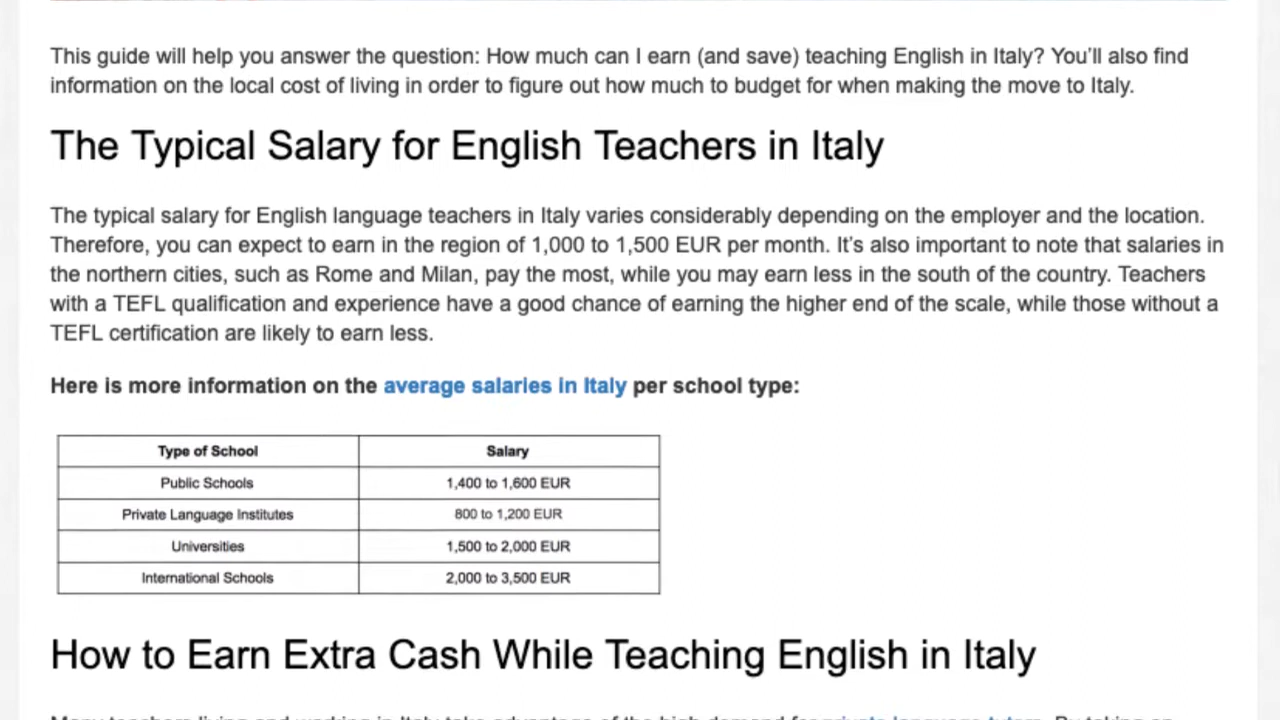 This guide will help you answer the question: How much can I earn (and save) teaching English in Italy? You’ll also find
information on the local cost of living in order to figure out how much to budget for when making the move to Italy.
The Typical Salary for English Teachers in Italy
The typical salary for English language teachers in Italy varies considerably depending on the employer and the location.
Therefore, you can expect to earn in the region of 1,000 to 1,500 EUR per month. It’s also important to note that salaries in
the northern cities, such as Rome and Milan, pay the most, while you may earn less in the south of the country. Teachers
with a TEFL qualification and experience have a good chance of earning the higher end of the scale, while those without a
TEFL certification are likely to earn less.
Here is more information on the average salaries in Italy per school type:
Type of School Salary
Public Schools 1,400 to 1,600 EUR
Private Language Institutes 800 to 1,200 EUR
Universities 1,500 to 2,000 EUR
International Schools 2,000 to 3,500 EUR
How to Earn Extra Cash While Teaching English in Italy